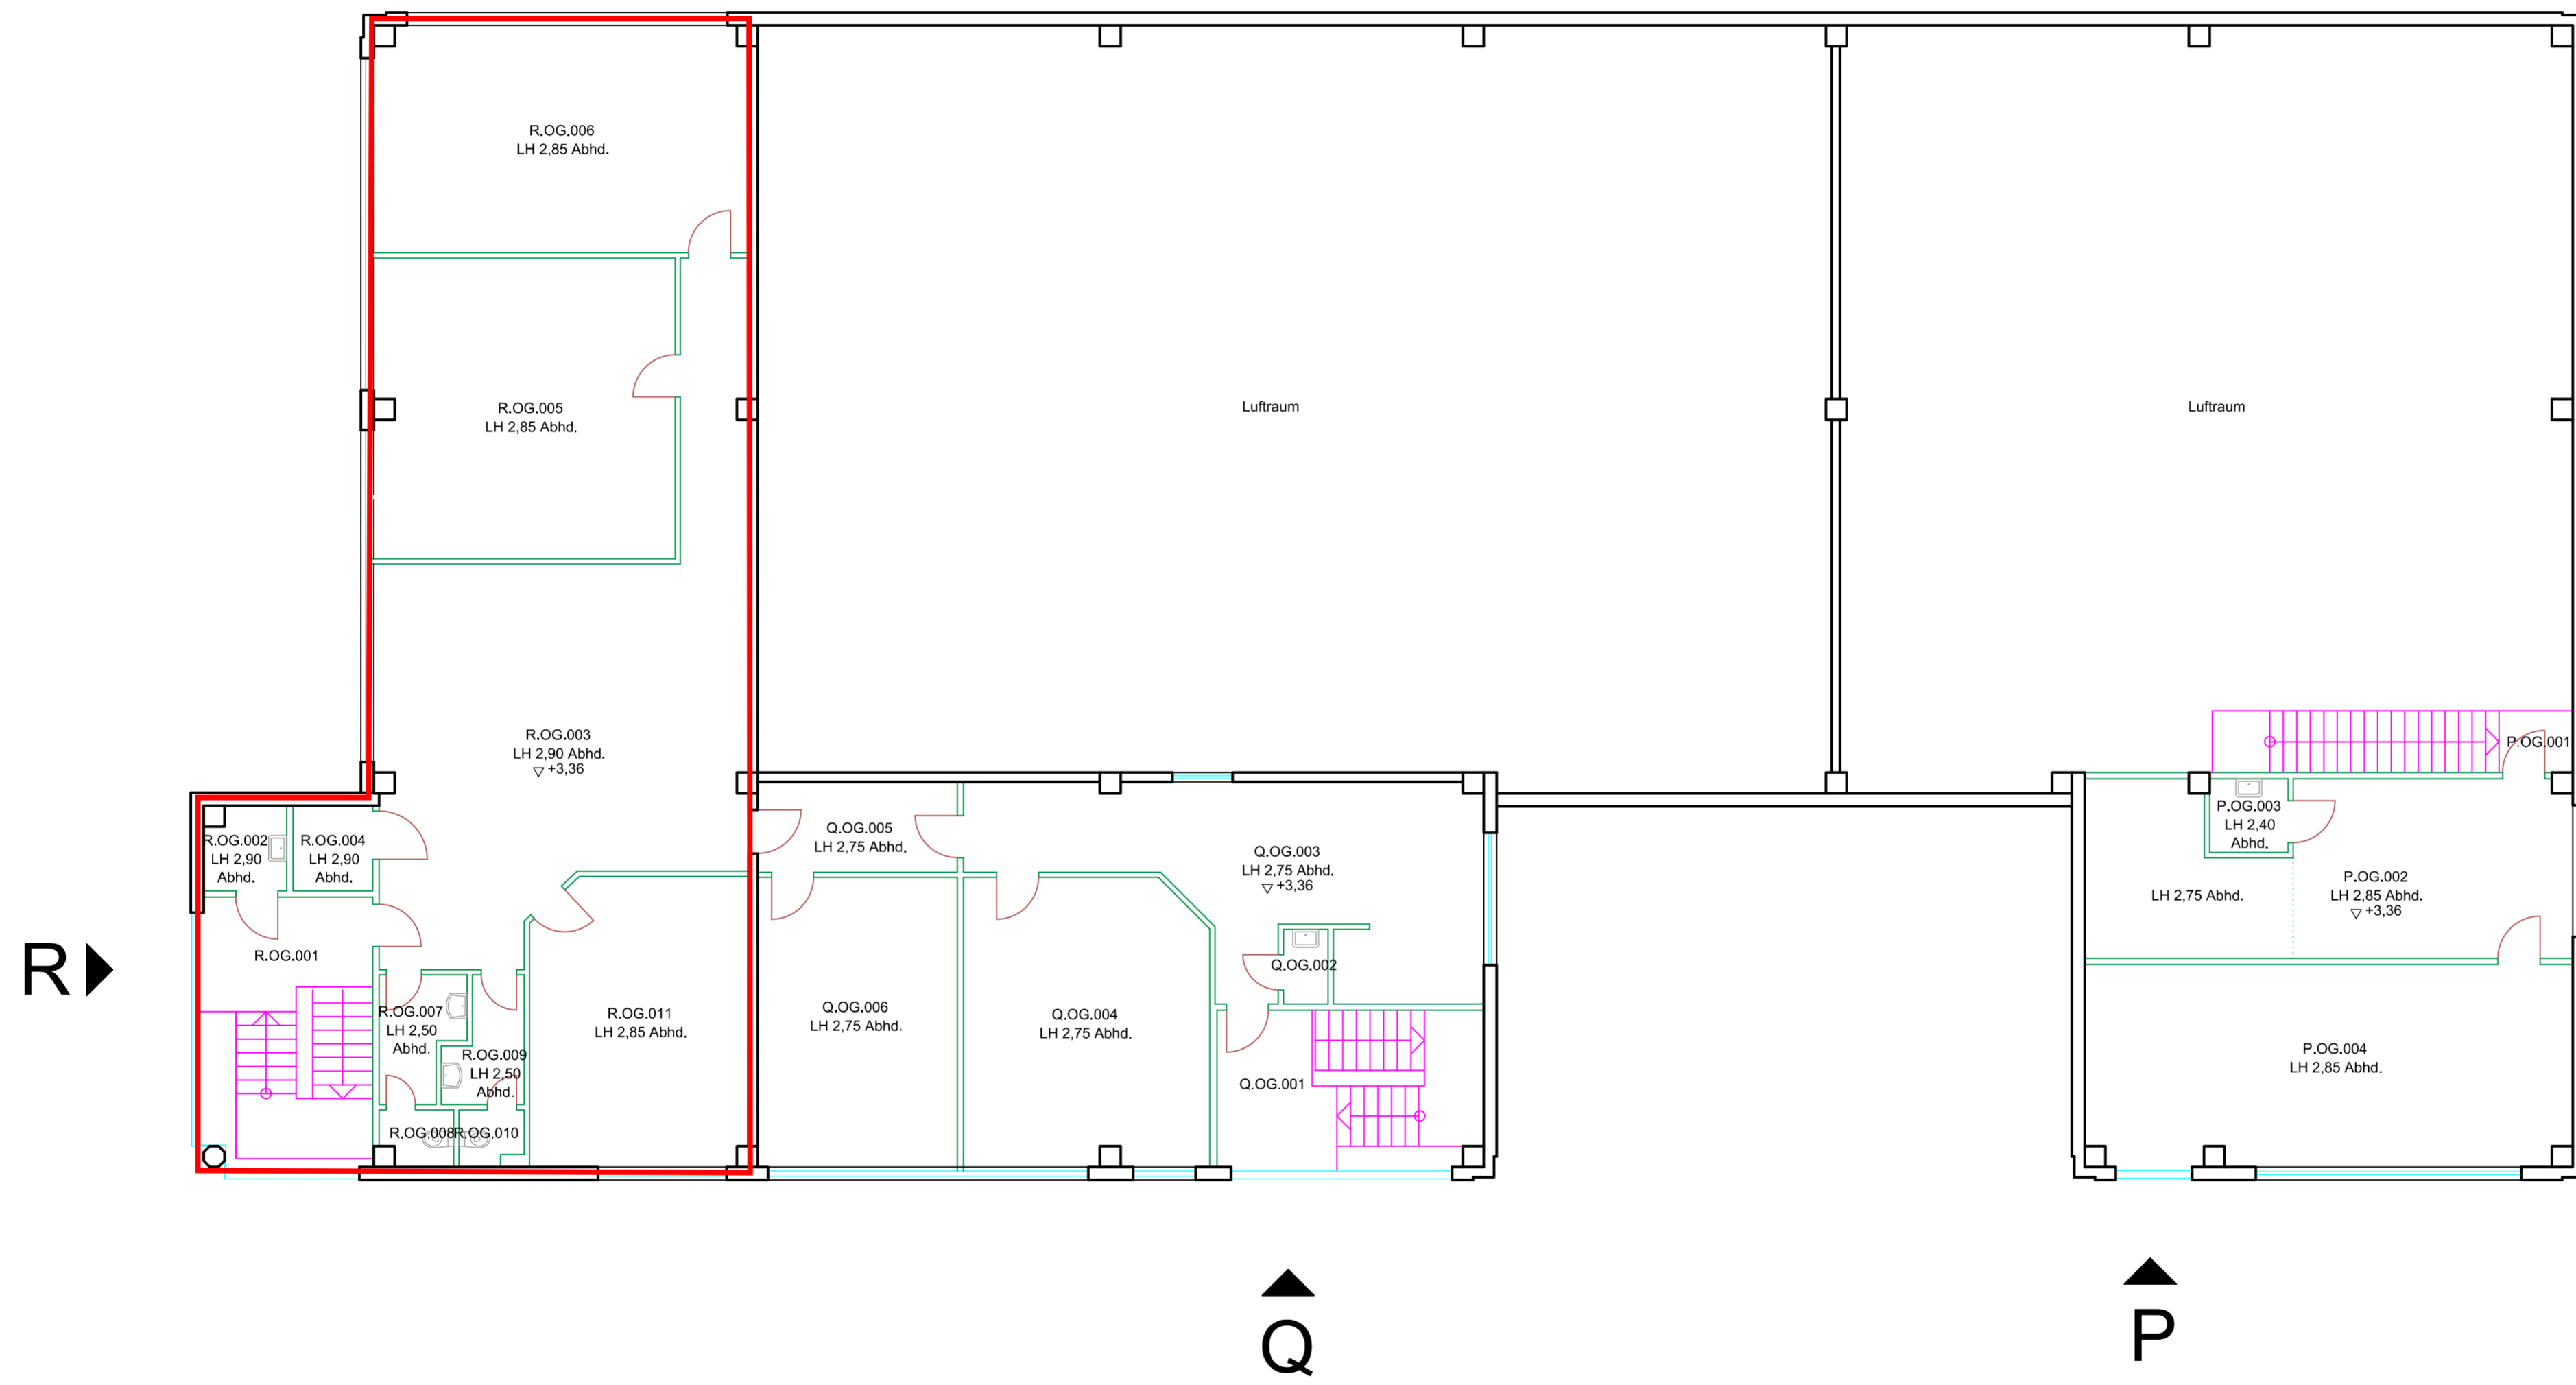 R.OG.006
LH 2,85 Abhd.
R.OG.005
LH 2,85 Abhd.
Luftraum
Luftraum
R.OG.003
LH 2,90 Abhd.
+3,36
P.OG.001
R.OG.002
LH 2,90
Abhd.
R.OG.004
LH 2,90
Abhd.
Q.OG.005
LH 2,75 Abhd.
Q.OG.003
LH 2,75 Abhd.
+3,36
P.OG.003
LH 2,40
Abhd.
LH 2,75 Abhd.
P.OG.002
LH 2,85 Abhd.
+3,36
R
R.OG.001
R.OG.007
LH 2,50
Abhd.
R.OG.009
LH 2,50
Abhd.
R.OG.011
LH 2,85 Abhd.
Q.OG.006
LH 2,75 Abhd.
Q.OG.004
LH 2,75 Abhd.
Q.OG.002
Q.OG.001
P.OG.004
LH 2,85 Abhd.
R.OG.008
R.OG.010
Q
P